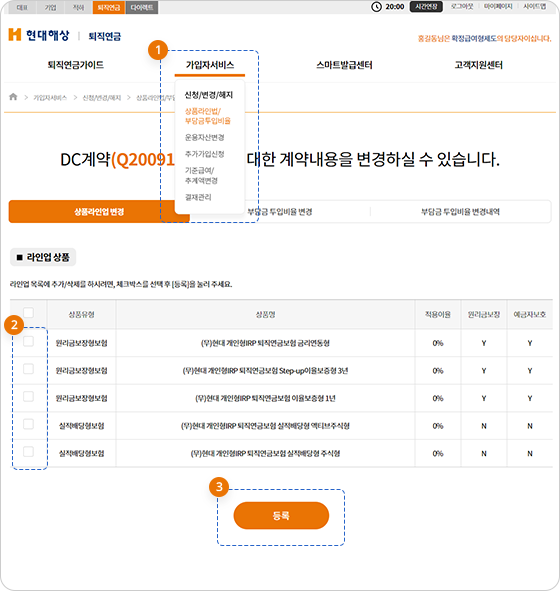 대표 기업 적하 퇴직연금 다이렉트 20:00 시간연장 로그아웃 마이페이지 사이트맵
현대해상 퇴직연금 홍길동님은 확정급여형제도의 담당자이십니다.
1
퇴직연금가이드 가입자서비스 스마트발급센터 고객지원센터
> 가입자서비스 > 신청/변경/해지 > 상품라인업/부담
신청/변경/해지
상품라인법/
부담금투입비율
운용자산변경
추가가입신청
기준급여/
추계액변경
결재관리
DC계약(Q20091 대한 계약내용을 변경하실 수 있습니다.
상품라인업 변경 부담금 투입비율 변경 부담금 투입비율 변경내역
■ 라인업 상품
라인업 목록에 추가/삭제를 하시려면, 체크박스를 선택 후 [등록]을 눌러 주세요.
상품유형 상품명 적용이율 원리금보장 예금자보호
2
원리금보장형보험 (무)현대 개인형IRP 퇴직연금보험 금리연동형 0% Y Y
원리금보장형보험 (무)현대 개인형IRP 퇴직연금보험 Step-up이율보증형 3년 0% Y Y
원리금보장형보험 (무)현대 개인형IRP 퇴직연금보험 이율보증형 1년 0% Y Y
실적배당형보험 (무)현대 개인형IRP 퇴직연금보험 실적배당형 액티브주식형 0% N N
실적배당형보험 (무)현대 개인형IRP 퇴직연금보험 실적배당형 주식형 0% N N
3
등록